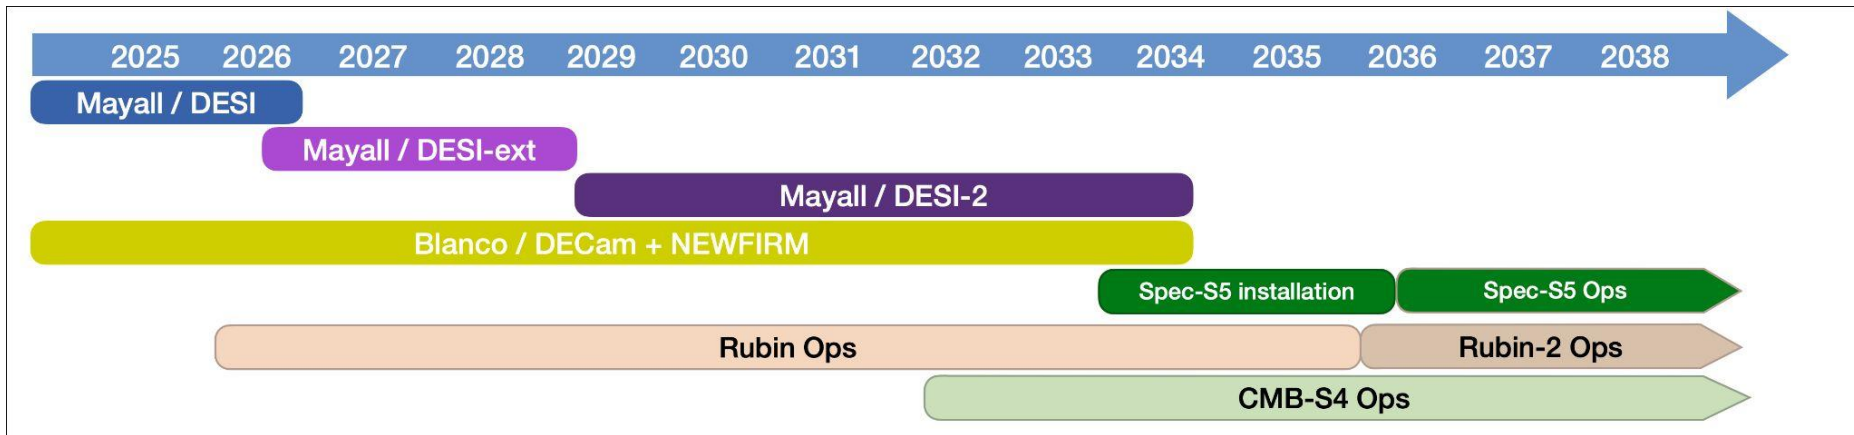 2025 2026 2027 2028 2029 2030 2031 2032 2033 2034 2035 2036 2037 2038
Mayall / DESI
Mayall / DESI-ext
Mayall / DESI-2
Blanco / DECam + NEWFIRM
Spec-S5 installation Spec-S5 Ops
Rubin Ops Rubin-2 Ops
CMB-S4 Ops